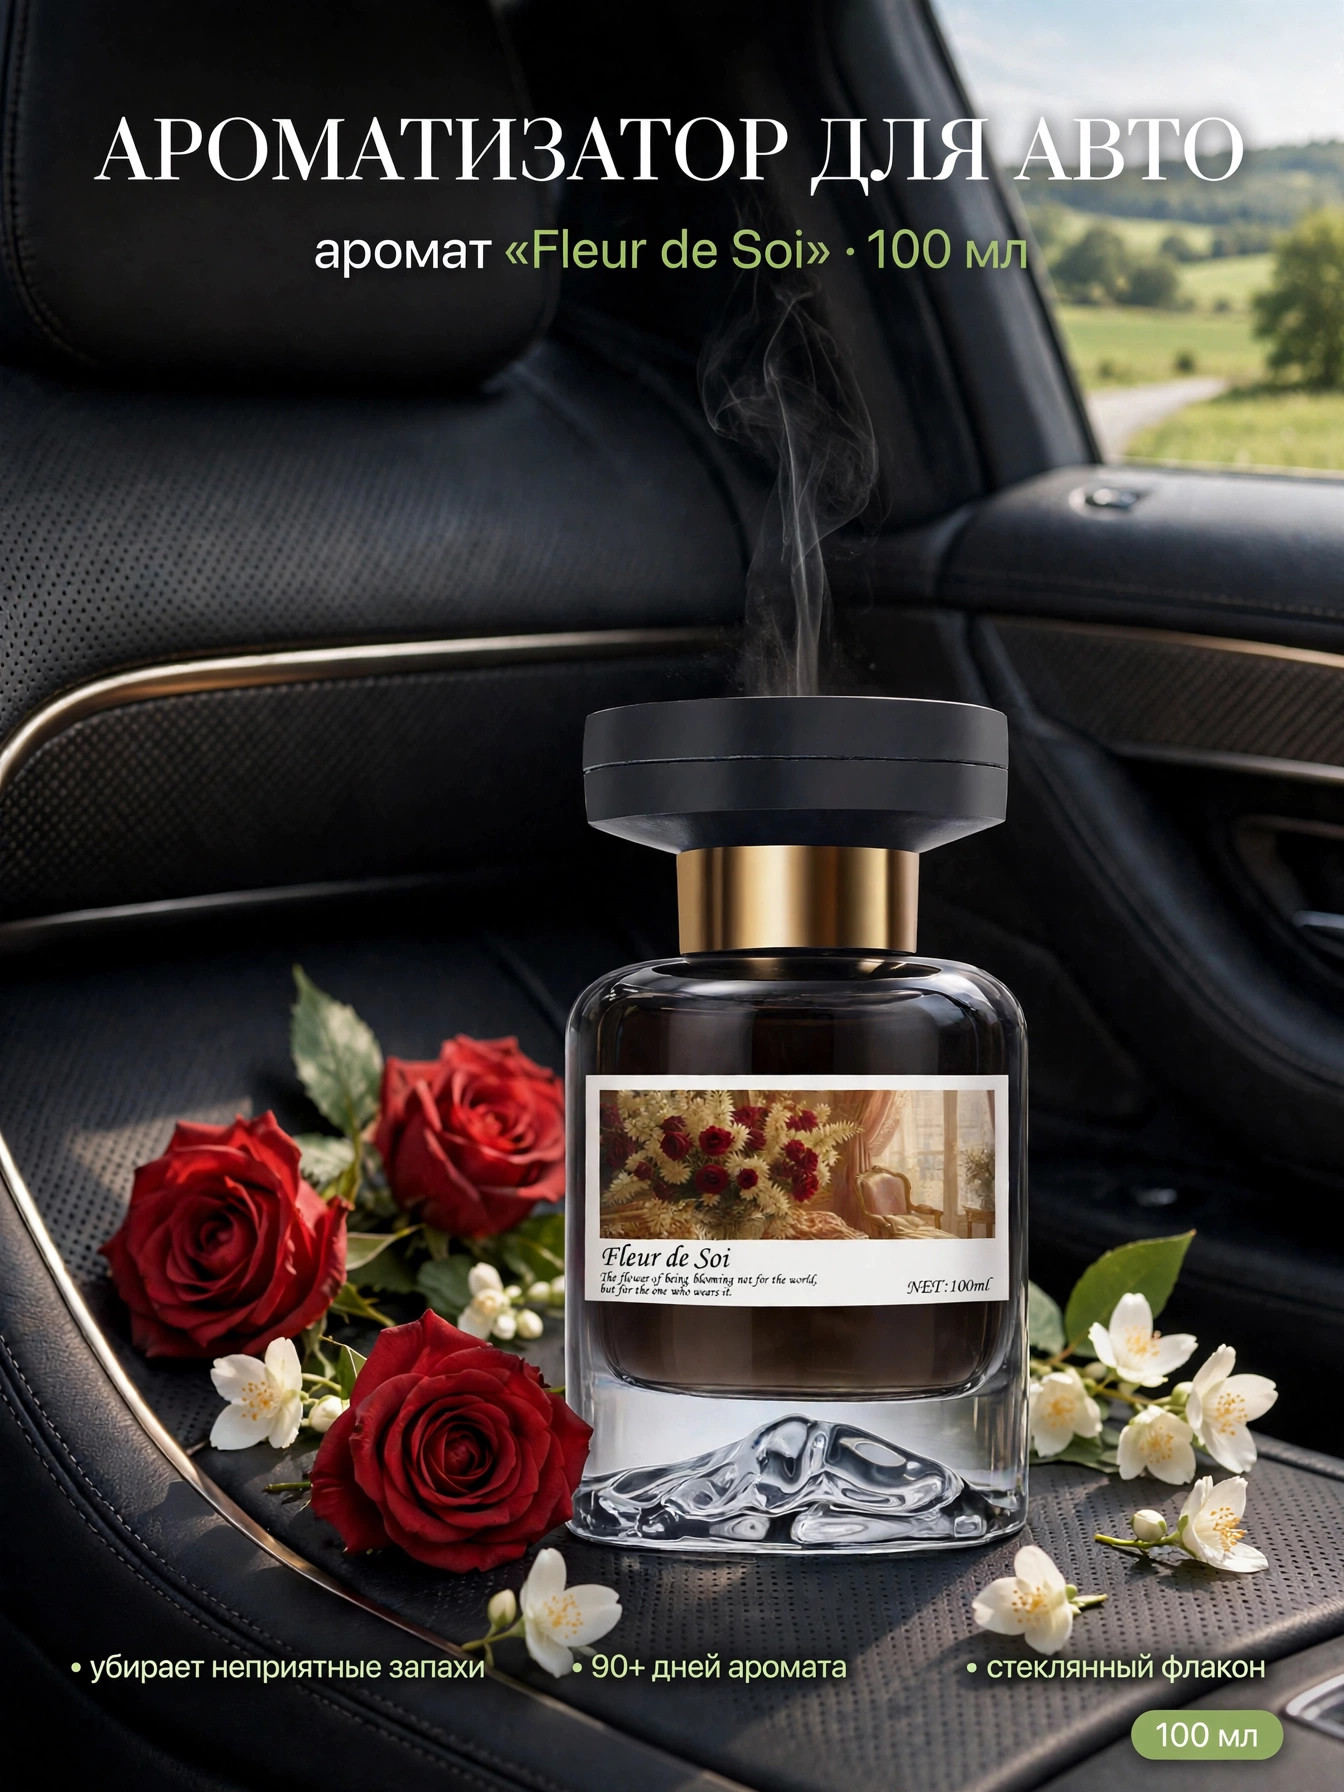 АРОМАТИЗАТОР ДЛЯ АВТО
аромат «Fleur de Soi» · 100 мл
Fleur de Soi
The flower of being blooming not for the world,
but for the one who wears it.
NET:100ml
• убирает неприятные запахи
• 90+ дней аромата
• стеклянный флакон
100 мл